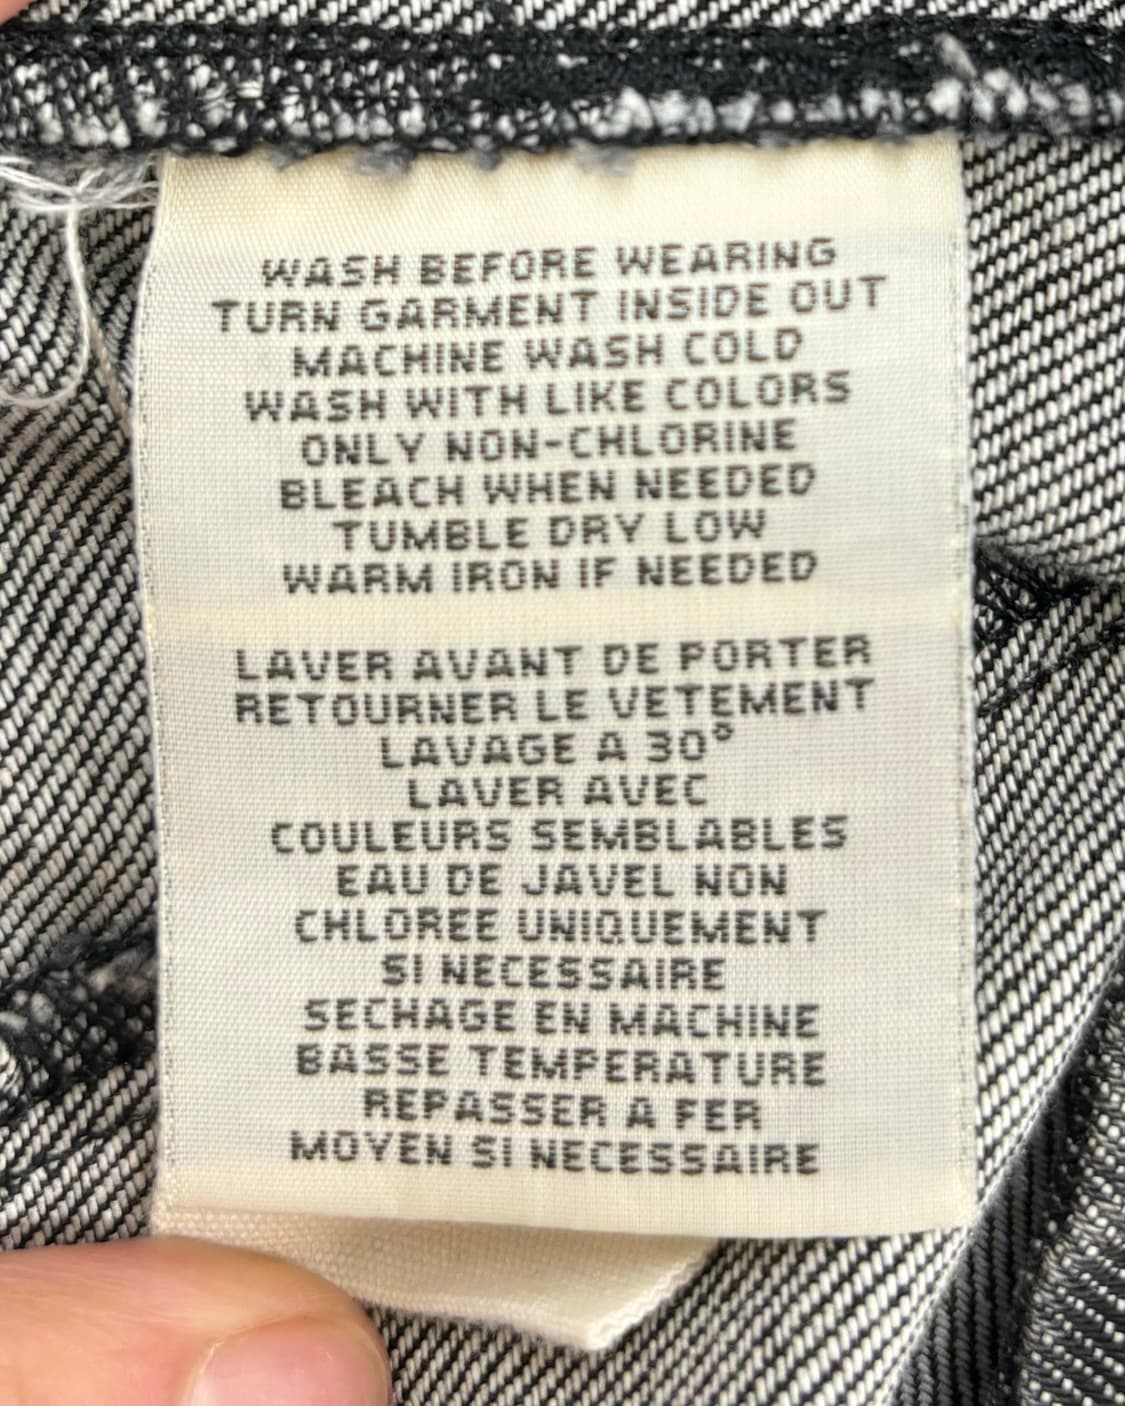 WASH BEFORE WEARING
TURN GARMENT INSIDE OUT
MACHINE WASH COLD
WASH WITH LIKE COLORS
ONLY NON-CHLORINE
BLEACH WHEN NEEDED
TUMBLE DRY LOW
WARM IRON IF NEEDED
LAVER AVANT DE PORTER
RETOURNER LE VETEMENT
LAVAGE A 30°
LAVER AVEC
COULEURS SEMBLABLES
EAU DE JAVEL NON
CHLOREE UNIQUEMENT
SI NECESSAIRE
SECHAGE EN MACHINE
BASSE TEMPERATURE
REPASSER A FER
MOYEN SI NECESSAIRE